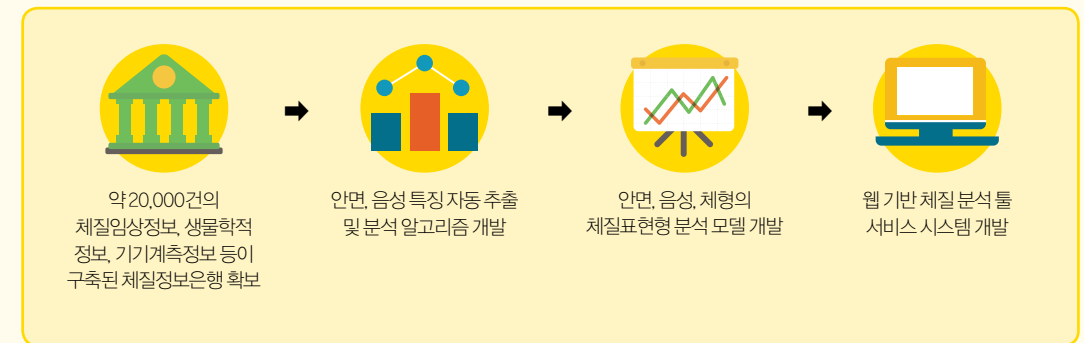 약 20,000건의
체질임상정보, 생물학적
정보, 기기계측정보 등이
구축된 체질정보은행 확보
안면, 음성 특징 자동 추출
및 분석 알고리즘 개발
안면, 음성, 체형의
체질표현형 분석 모델 개발
웹 기반 체질 분석 툴
서비스 시스템 개발